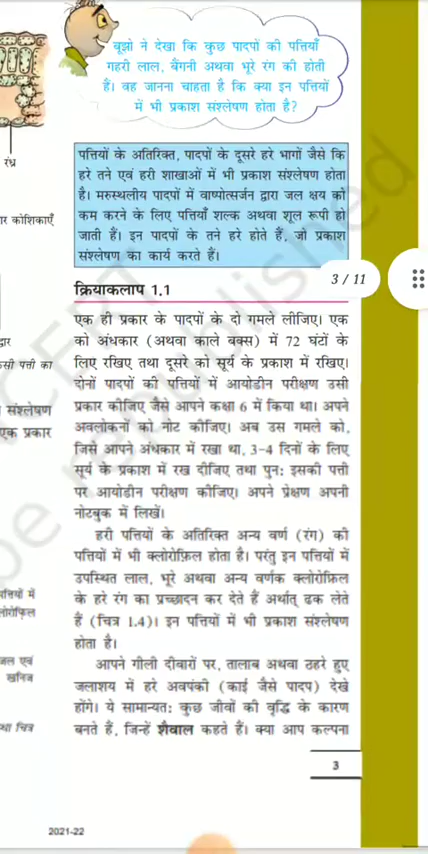 बूझो ने देखा कि कुछ पादपों की पत्तियाँ
गहरी लाल, बैंगनी अथवा भूरे रंग की होती
हैं। वह जानना चाहता है कि क्या इन पत्तियों
में भी प्रकाश संश्लेषण होता है?
रंध्र
र कोशिकाएँ
द्वार
सी पत्ती का
संश्लेषण
एक प्रकार
पत्तियों में
लोरोफिल
जल एवं
खनिज
था चित्र
पत्तियों के अतिरिक्त, पादपों के दूसरे हरे भागों जैसे कि
हरे तने एवं हरी शाखाओं में भी प्रकाश संश्लेषण होता
है। मरुस्थलीय पादपों में वाष्पोत्सर्जन द्वारा जल क्षय को
कम करने के लिए पत्तियाँ शल्क अथवा शूल रूपी हो
जाती हैं। इन पादपों के तने हरे होते हैं, जो प्रकाश
संश्लेषण का कार्य करते हैं।
3 / 11
क्रियाकलाप 1.1
एक ही प्रकार के पादपों के दो गमले लीजिए। एक
को अंधकार (अथवा काले बक्स) में 72 घंटों के
लिए रखिए तथा दूसरे को सूर्य के प्रकाश में रखिए।
दोनों पादपों की पत्तियों में आयोडीन परीक्षण उसी
प्रकार कीजिए जैसे आपने कक्षा 6 में किया था। अपने
अवलोकनों को नोट कीजिए। अब उस गमले को,
जिसे आपने अंधकार में रखा था, 3-4 दिनों के लिए
सूर्य के प्रकाश में रख दीजिए तथा पुन: इसकी पत्ती
पर आयोडीन परीक्षण कीजिए। अपने प्रेक्षण अपनी
नोटबुक में लिखें।
हरी पत्तियों के अतिरिक्त अन्य वर्ण (रंग) की
पत्तियों में भी क्लोरोफ़िल होता है। परंतु इन पत्तियों में
उपस्थित लाल, भूरे अथवा अन्य वर्णक क्लोरोफ़िल
के हरे रंग का प्रच्छादन कर देते हैं अर्थात् ढक लेते
हैं (चित्र 1.4)। इन पत्तियों में भी प्रकाश संश्लेषण
होता है।
आपने गीली दीवारों पर, तालाब अथवा ठहरे हुए
जलाशय में हरे अवपंकी (काई जैसे पादप) देखे
होंगे। ये सामान्यत: कुछ जीवों की वृद्धि के कारण
बनते हैं, जिन्हें शैवाल कहते हैं। क्या आप कल्पना
3
2021-22
be republished